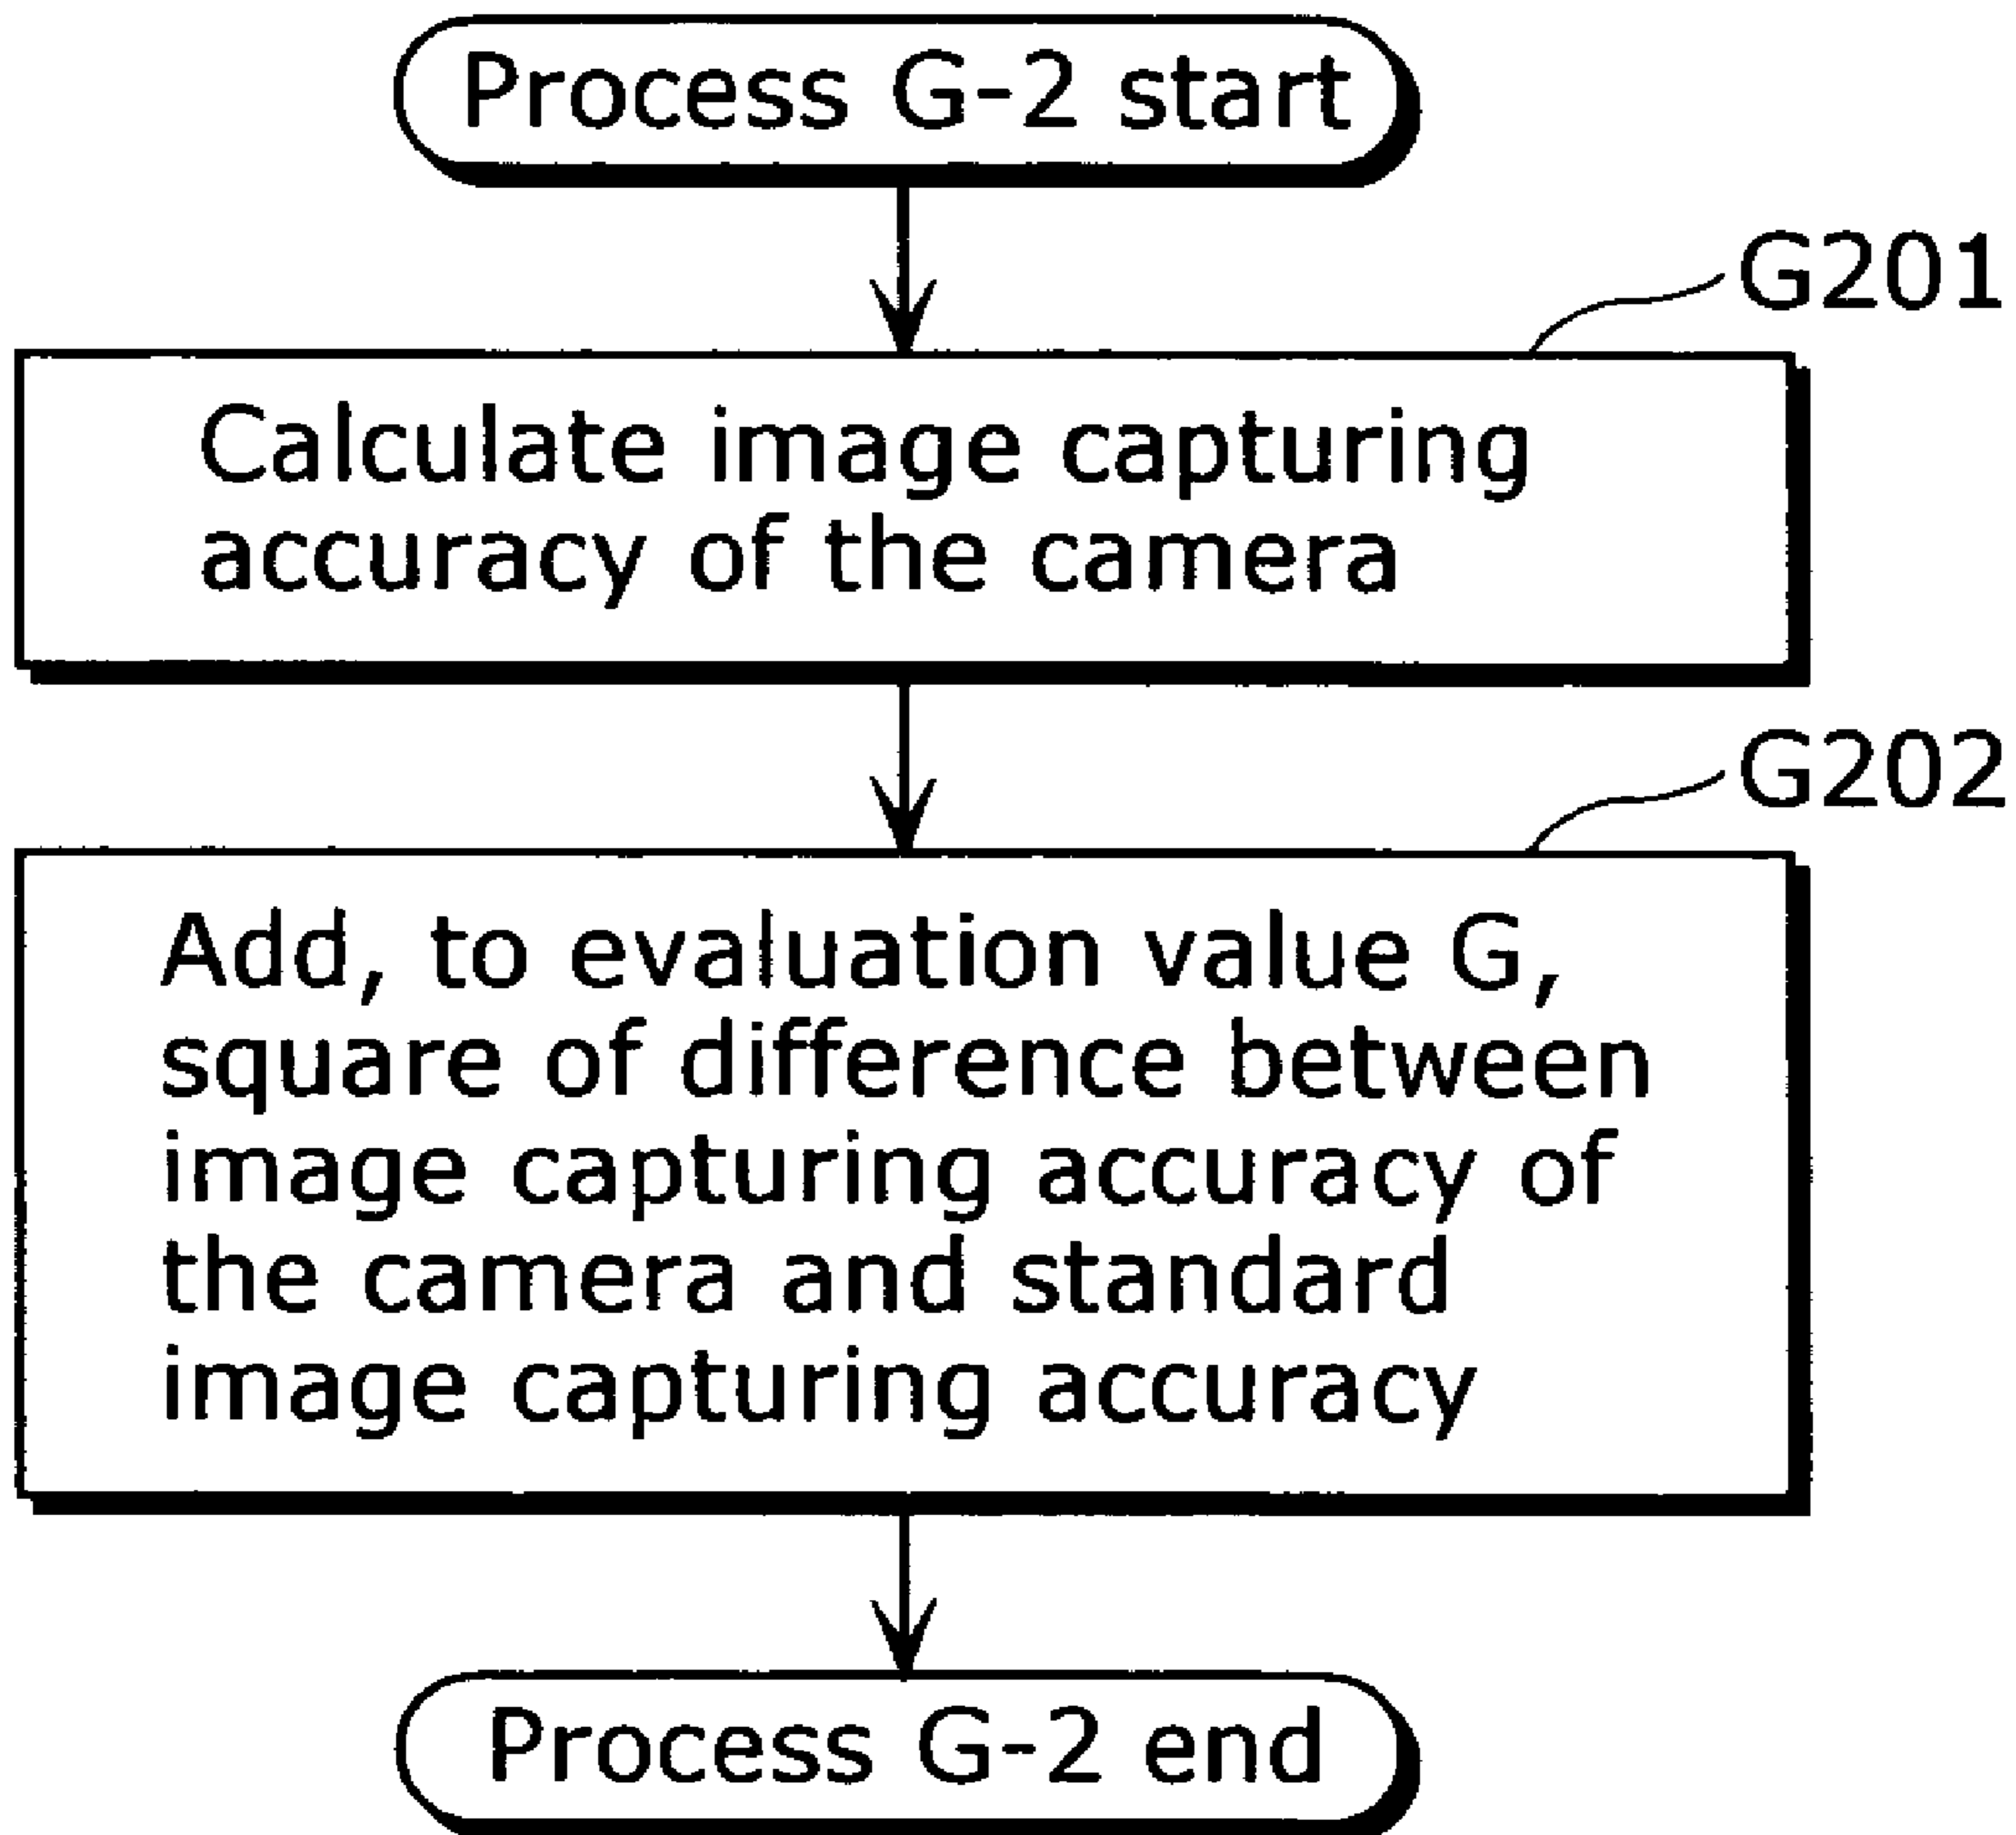 Process G-2 start
G201
Calculate image capturing
accuracy of the camera
G202
Add, to evaluation value G,
square of difference between
image capturing accuracy of
the camera and standard
image capturing accuracy
Process G-2 end